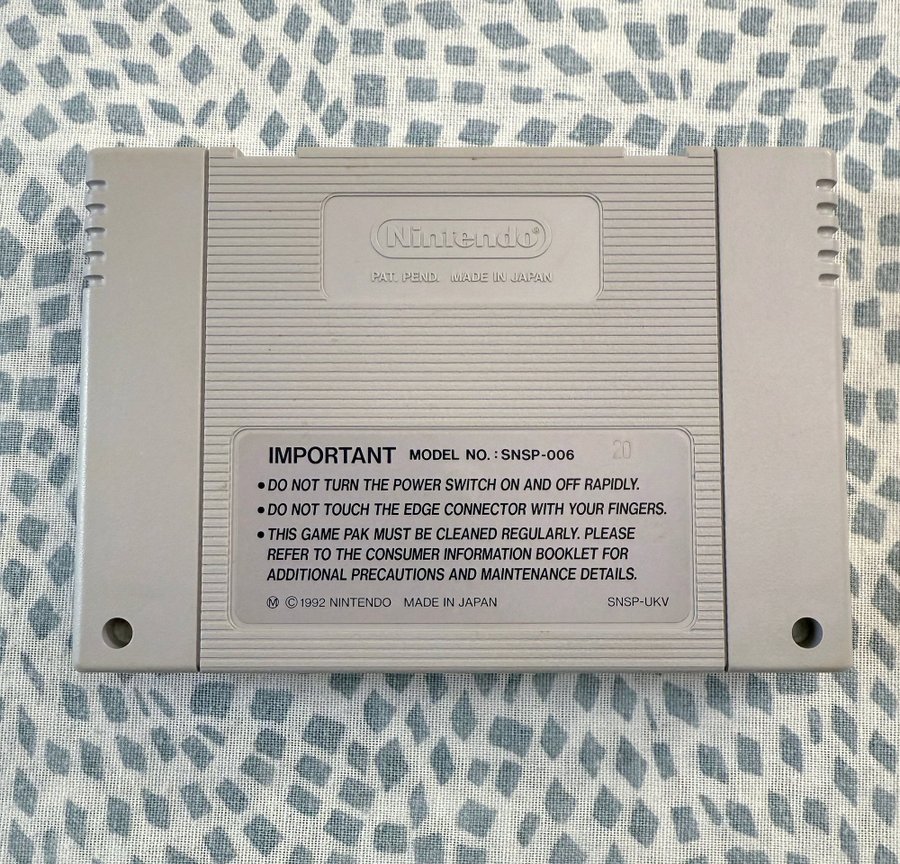 Nintendo®
PAT. PEND. MADE IN JAPAN
IMPORTANT MODEL NO. : SNSP-006 20
• DO NOT TURN THE POWER SWITCH ON AND OFF RAPIDLY.
• DO NOT TOUCH THE EDGE CONNECTOR WITH YOUR FINGERS.
• THIS GAME PAK MUST BE CLEANED REGULARLY. PLEASE
REFER TO THE CONSUMER INFORMATION BOOKLET FOR
ADDITIONAL PRECAUTIONS AND MAINTENANCE DETAILS.
Ⓜ ©1992 NINTENDO MADE IN JAPAN SNSP-UKV